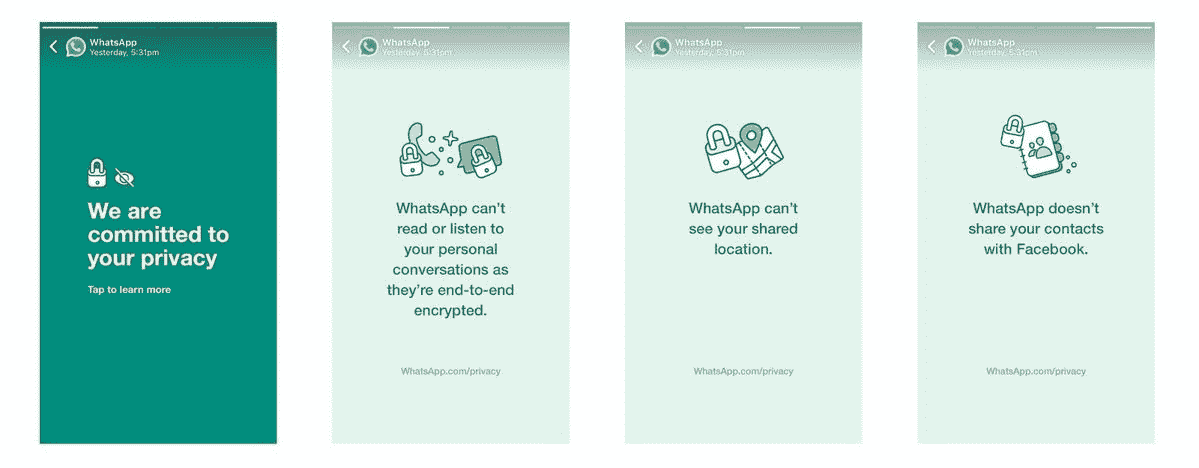 WhatsApp
Yesterday, 5:31pm
We are
committed to
your privacy
Tap to learn more
WhatsApp
Yesterday, 5:31pm
WhatsApp can't
read or listen to
your personal
conversations as
they're end-to-end
encrypted.
WhatsApp.com/privacy
WhatsApp
Yesterday, 5:31pm
WhatsApp can't
see your shared
location.
WhatsApp.com/privacy
WhatsApp
Yesterday, 5:31pm
WhatsApp doesn't
share your contacts
with Facebook.
WhatsApp.com/privacy